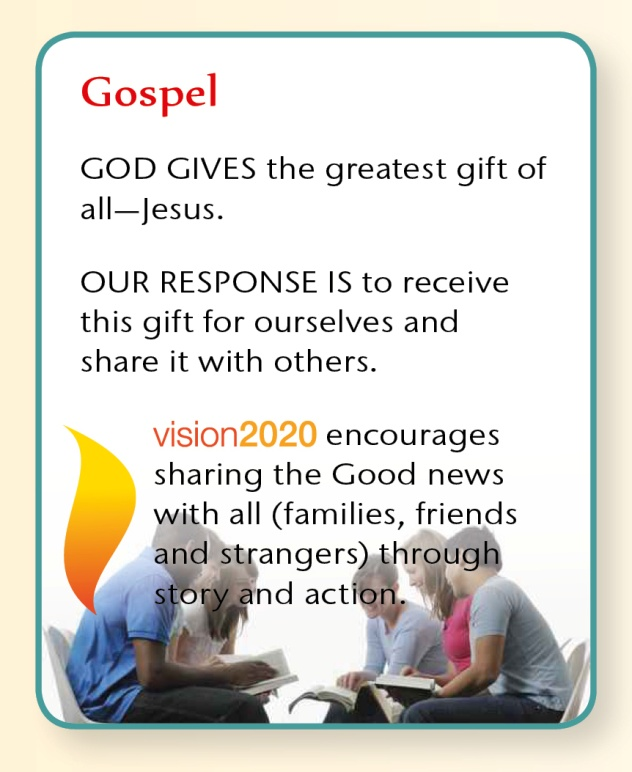 Gospel
GOD GIVES the greatest gift of
all—Jesus.
OUR RESPONSE IS to receive
this gift for ourselves and
share it with others.
vision2020 encourages
sharing the Good news
with all (families, friends
and strangers) through
story and action.